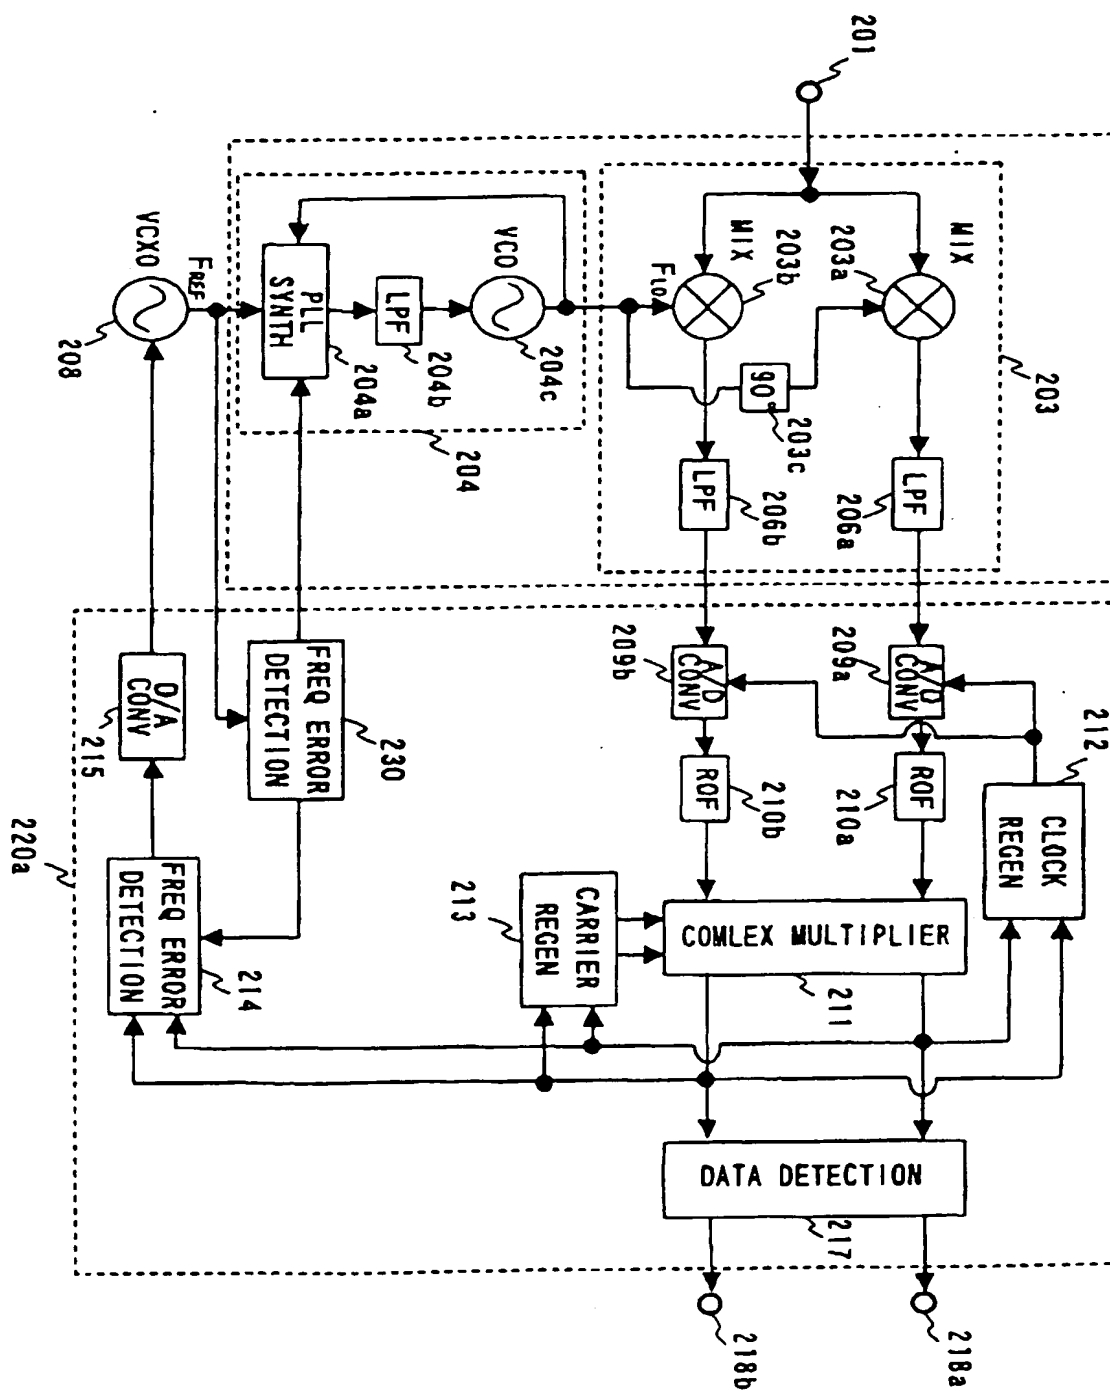 201
MIX
203a
203
MIX
203b
90°
203c
FLO
LPF
206a
LPF
206b
VCO
204c
LPF
204b
PLL
SYNTH
204a
204
FREF
VCXO
208
A/D
CONV
209a
A/D
CONV
209b
ROF
210a
ROF
210b
CLOCK
REGEN
212
COMLEX MULTIPLIER
211
CARRIER
REGEN
213
FREQ ERROR
DETECTION
230
D/A
CONV
215
FREQ ERROR
DETECTION
214
220a
DATA DETECTION
217
218a
218b